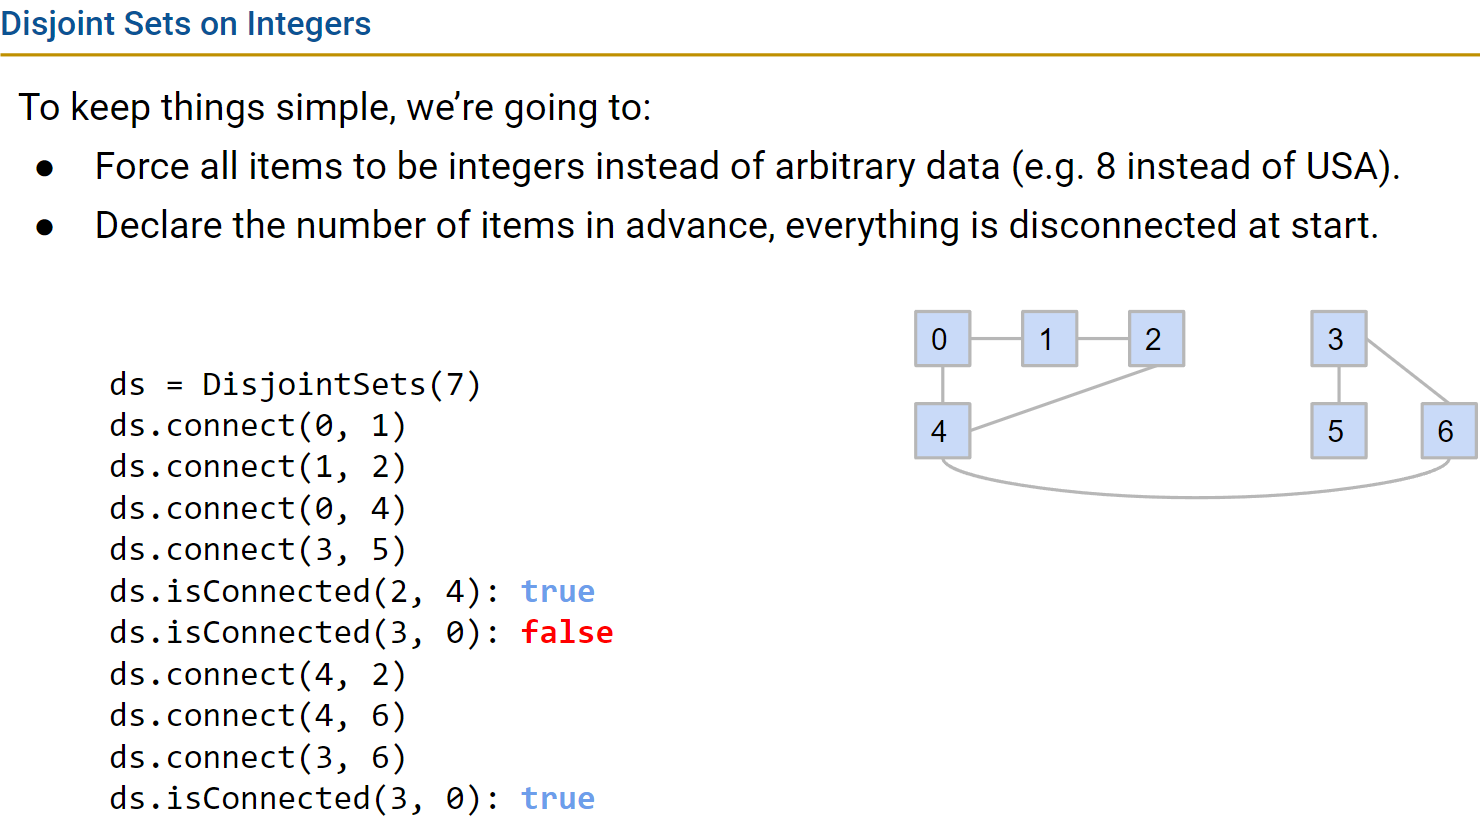 Disjoint Sets on Integers
To keep things simple, we’re going to:
● Force all items to be integers instead of arbitrary data (e.g. 8 instead of USA).
● Declare the number of items in advance, everything is disconnected at start.
0 1 2 3
4 5 6
ds = DisjointSets(7)
ds.connect(0, 1)
ds.connect(1, 2)
ds.connect(0, 4)
ds.connect(3, 5)
ds.isConnected(2, 4): true
ds.isConnected(3, 0): false
ds.connect(4, 2)
ds.connect(4, 6)
ds.connect(3, 6)
ds.isConnected(3, 0): true